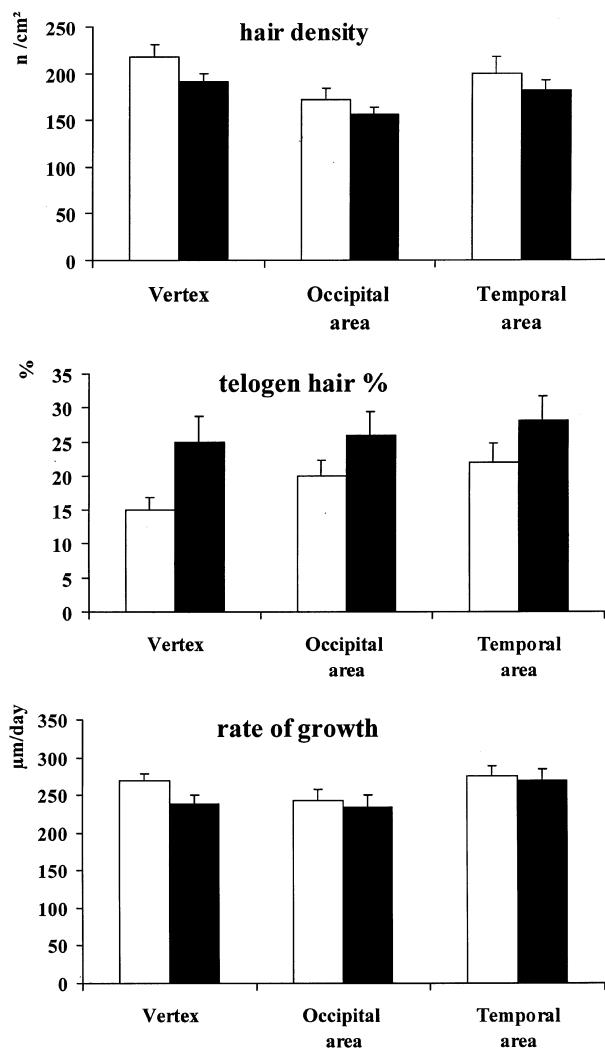 hair density
n /cm²
250
200
150
100
50
0
Vertex
Occipital
area
Temporal
area
telogen hair %
%
35
30
25
20
15
10
5
0
Vertex
Occipital
area
Temporal
area
rate of growth
µm/day
350
300
250
200
150
100
50
0
Vertex
Occipital
area
Temporal
area